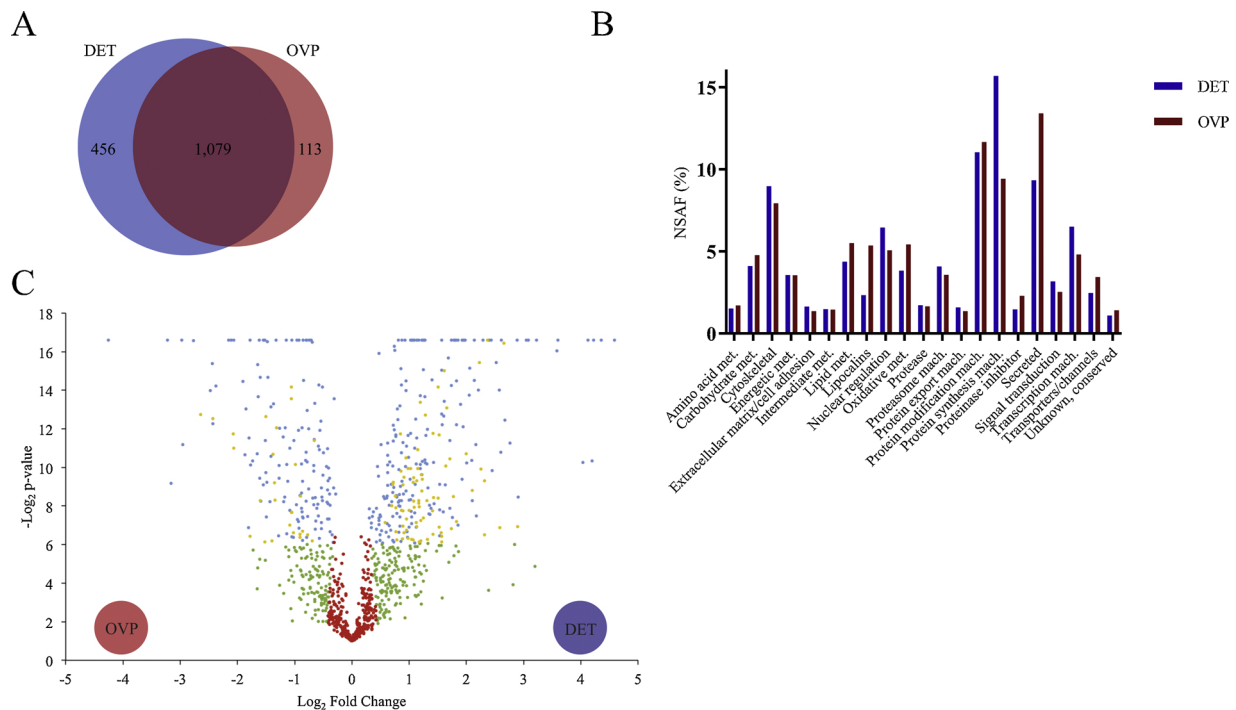 A
DET
OVP
456
1,079
113
B
NSAF (%)
15
10
5
0
DET
OVP
Amino acid met.
Carbohydrate met.
Cytoskeletal
Energetic met.
Extracellular matrix/cell adhesion
Intermediate met.
Lipid met.
Lipocalins
Nuclear regulation
Oxidative met.
Protease
Proteasome mach.
Protein export mach.
Protein modification mach.
Protein synthesis mach.
Proteinase inhibitor
Secreted
Signal transduction
Transcription mach.
Transporters/channels
Unknown, conserved
C
-Log2 p-value
18
16
14
12
10
8
6
4
2
0
OVP
DET
-5 -4 -3 -2 -1 0 1 2 3 4 5
Log2 Fold Change